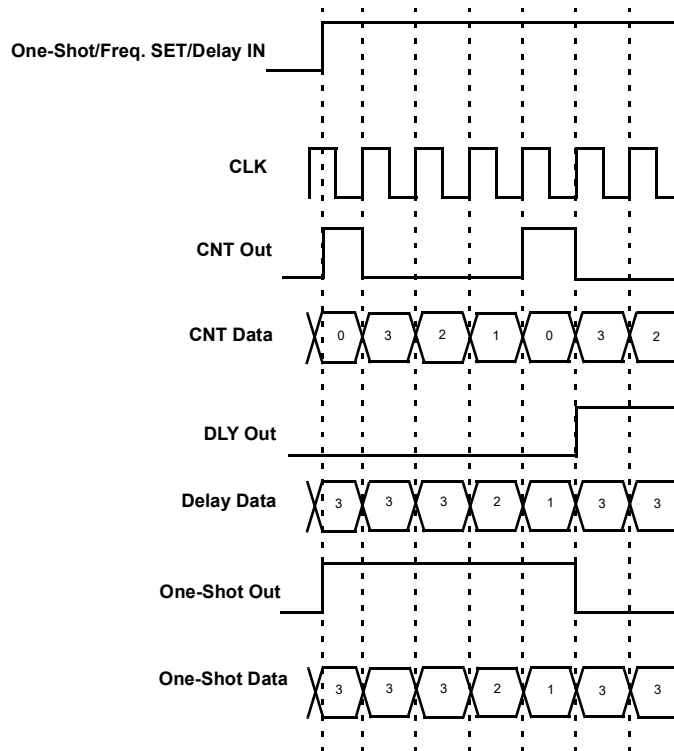 One-Shot/Freq. SET/Delay IN
CLK
CNT Out
CNT Data
0 3 2 1 0 3 2
DLY Out
Delay Data
3 3 3 2 1 3 3
One-Shot Out
One-Shot Data
3 3 3 2 1 3 3